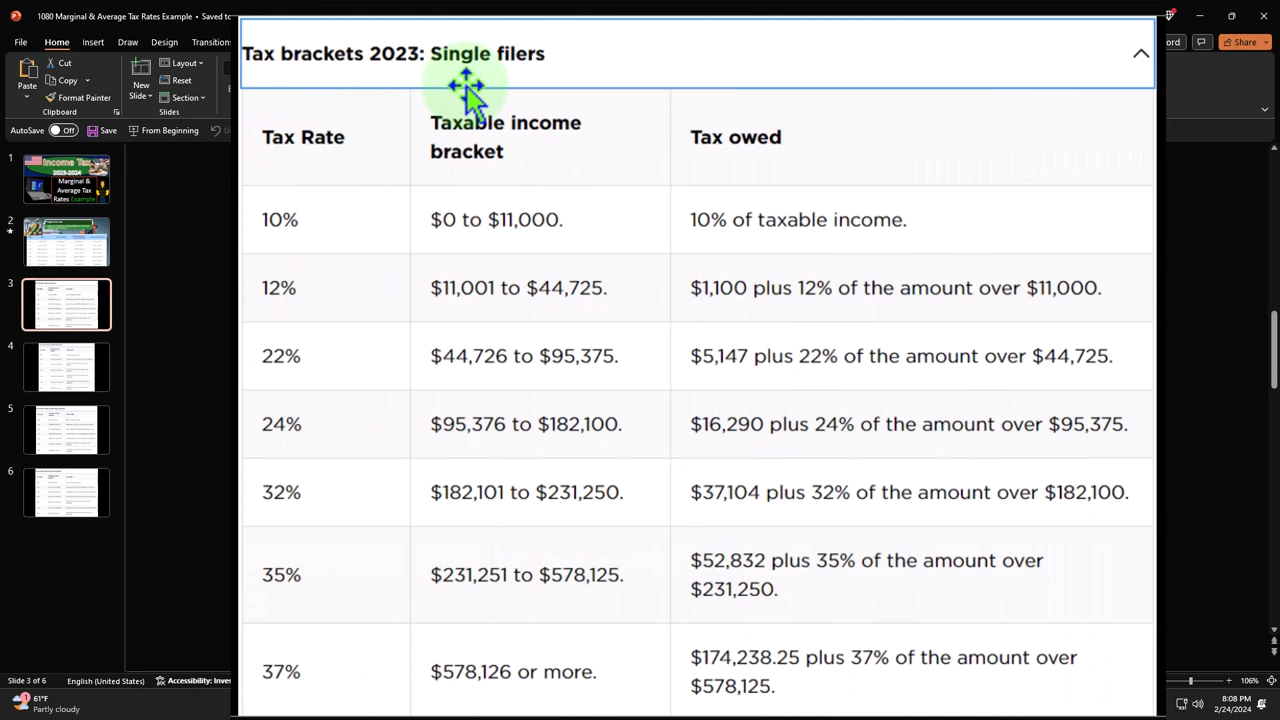 1080 Marginal & Average Tax Rates Example - Saved to
File
Home
Insert
Draw
Design
Transitions
Share
Paste
Cut
Copy
Format Painter
Clipboard
New
Slide
Layout
Reset
Section
Slides
AutoSave
Off
Save
From Beginning
1
Income Tax
2023-2024
Marginal &
Average Tax
Rates Example
2
3
4
5
6
Tax brackets 2023: Single filers
Tax Rate
Taxable income
bracket
Tax owed
10%
$0 to $11,000.
10% of taxable income.
12%
$11,001 to $44,725.
$1,100 plus 12% of the amount over $11,000.
22%
$44,726 to $95,375.
$5,147 plus 22% of the amount over $44,725.
24%
$95,376 to $182,100.
$16,290 plus 24% of the amount over $95,375.
32%
$182,101 to $231,250.
$37,104 plus 32% of the amount over $182,100.
35%
$231,251 to $578,125.
$52,832 plus 35% of the amount over
$231,250.
37%
$578,126 or more.
$174,238.25 plus 37% of the amount over
$578,125.
Slide 3 of 6
English (United States)
Accessibility: Inves
106%
1
61°F
Partly cloudy
8:08 PM
2/24/2024